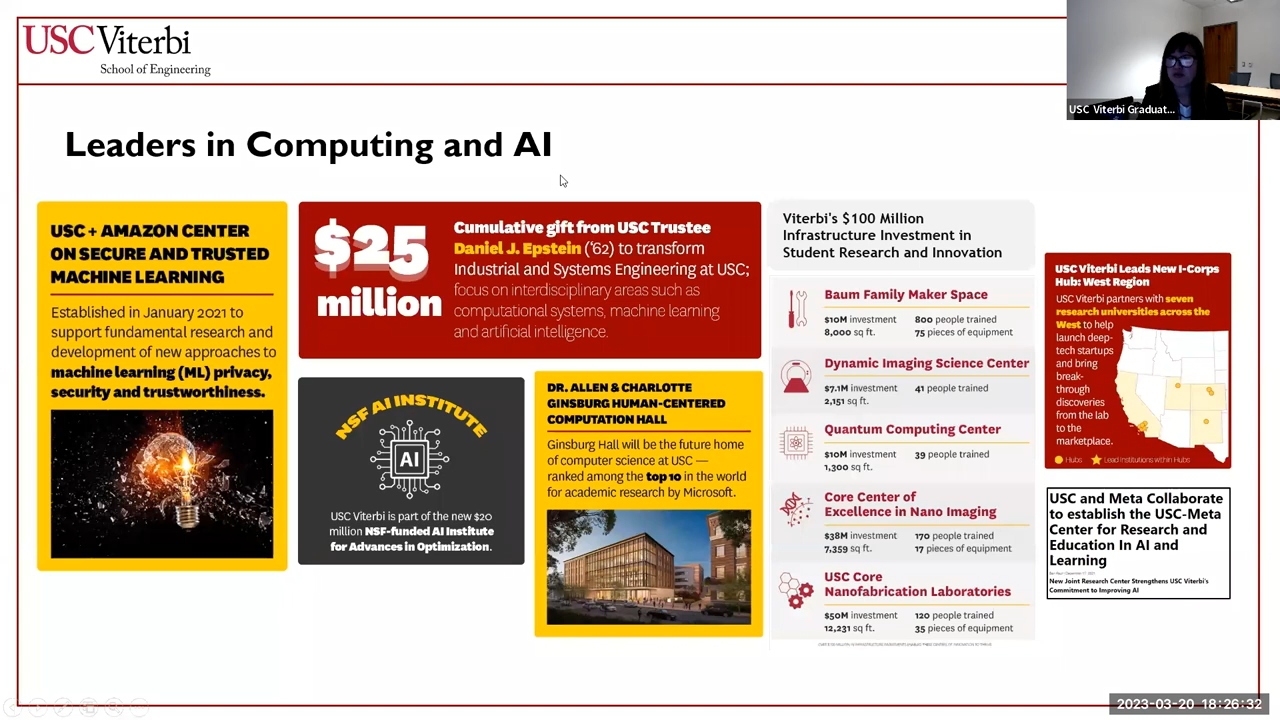 USC Viterbi
School of Engineering
USC Viterbi Graduat...
Leaders in Computing and AI
USC + AMAZON CENTER
ON SECURE AND TRUSTED
MACHINE LEARNING
Established in January 2021 to
support fundamental research and
development of new approaches to
machine learning (ML) privacy,
security and trustworthiness.
$25
million
Cumulative gift from USC Trustee
Daniel J. Epstein ('62) to transform
Industrial and Systems Engineering at USC;
focus on interdisciplinary areas such as
computational systems, machine learning
and artificial intelligence.
NSF AI INSTITUTE
AI
USC Viterbi is part of the new $20
million NSF-funded AI Institute
for Advances in Optimization.
DR. ALLEN & CHARLOTTE
GINSBURG HUMAN-CENTERED
COMPUTATION HALL
Ginsburg Hall will be the future home
of computer science at USC —
ranked among the top 10 in the world
for academic research by Microsoft.
Viterbi's $100 Million
Infrastructure Investment in
Student Research and Innovation
Baum Family Maker Space
$10M investment 800 people trained
8,000 sq ft. 75 pieces of equipment
Dynamic Imaging Science Center
$7.1M investment 41 people trained
2,151 sq ft.
Quantum Computing Center
$10M investment 39 people trained
1,300 sq ft.
Core Center of
Excellence in Nano Imaging
$38M investment 170 people trained
7,359 sq ft. 17 pieces of equipment
USC Core
Nanofabrication Laboratories
$50M investment 120 people trained
12,231 sq ft. 35 pieces of equipment
USC Viterbi Leads New I-Corps
Hub: West Region
USC Viterbi partners with seven
research universities across the
West to help
launch deep-
tech startups
and bring
break-
through
discoveries
from the lab
to the
marketplace.
Hubs Lead Institutions within Hubs
USC and Meta Collaborate
to establish the USC-Meta
Center for Research and
Education In AI and
Learning
New Joint Research Center Strengthens USC Viterbi's
Commitment to Improving AI
2023-03-20 18:26:32